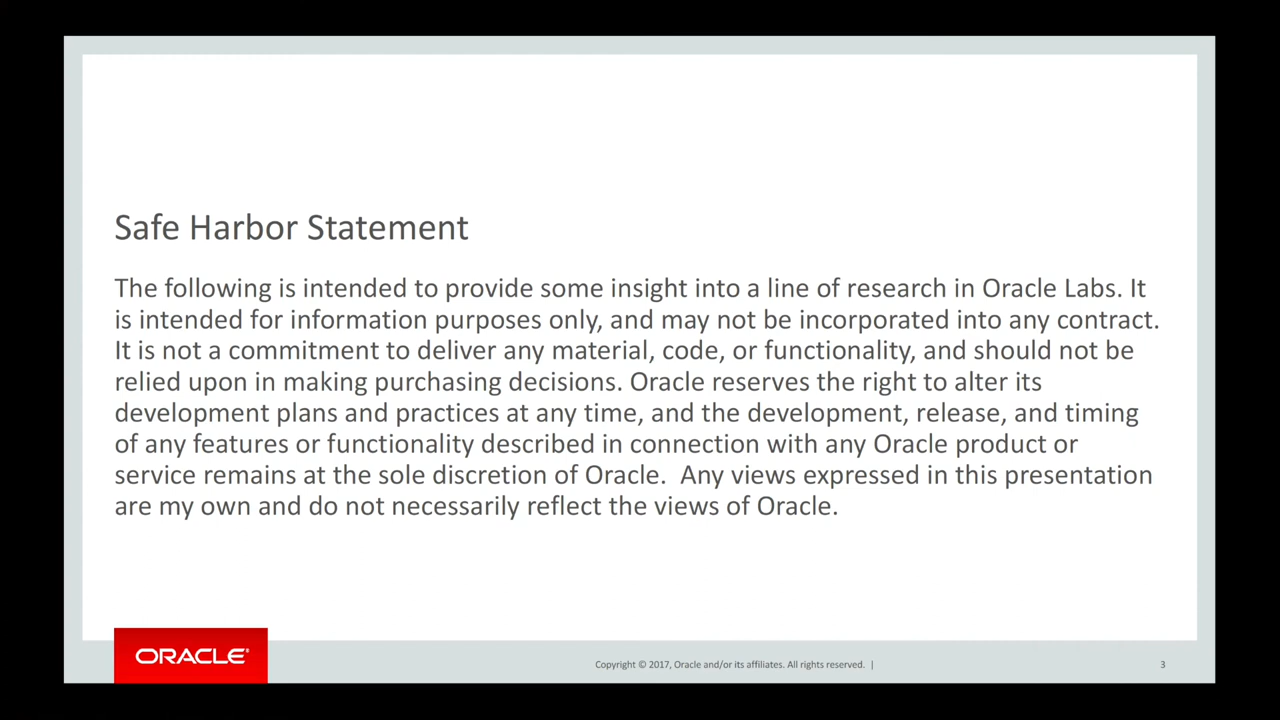 Safe Harbor Statement
The following is intended to provide some insight into a line of research in Oracle Labs. It
is intended for information purposes only, and may not be incorporated into any contract.
It is not a commitment to deliver any material, code, or functionality, and should not be
relied upon in making purchasing decisions. Oracle reserves the right to alter its
development plans and practices at any time, and the development, release, and timing
of any features or functionality described in connection with any Oracle product or
service remains at the sole discretion of Oracle.  Any views expressed in this presentation
are my own and do not necessarily reflect the views of Oracle.
ORACLE®
Copyright © 2017, Oracle and/or its affiliates. All rights reserved. |
3